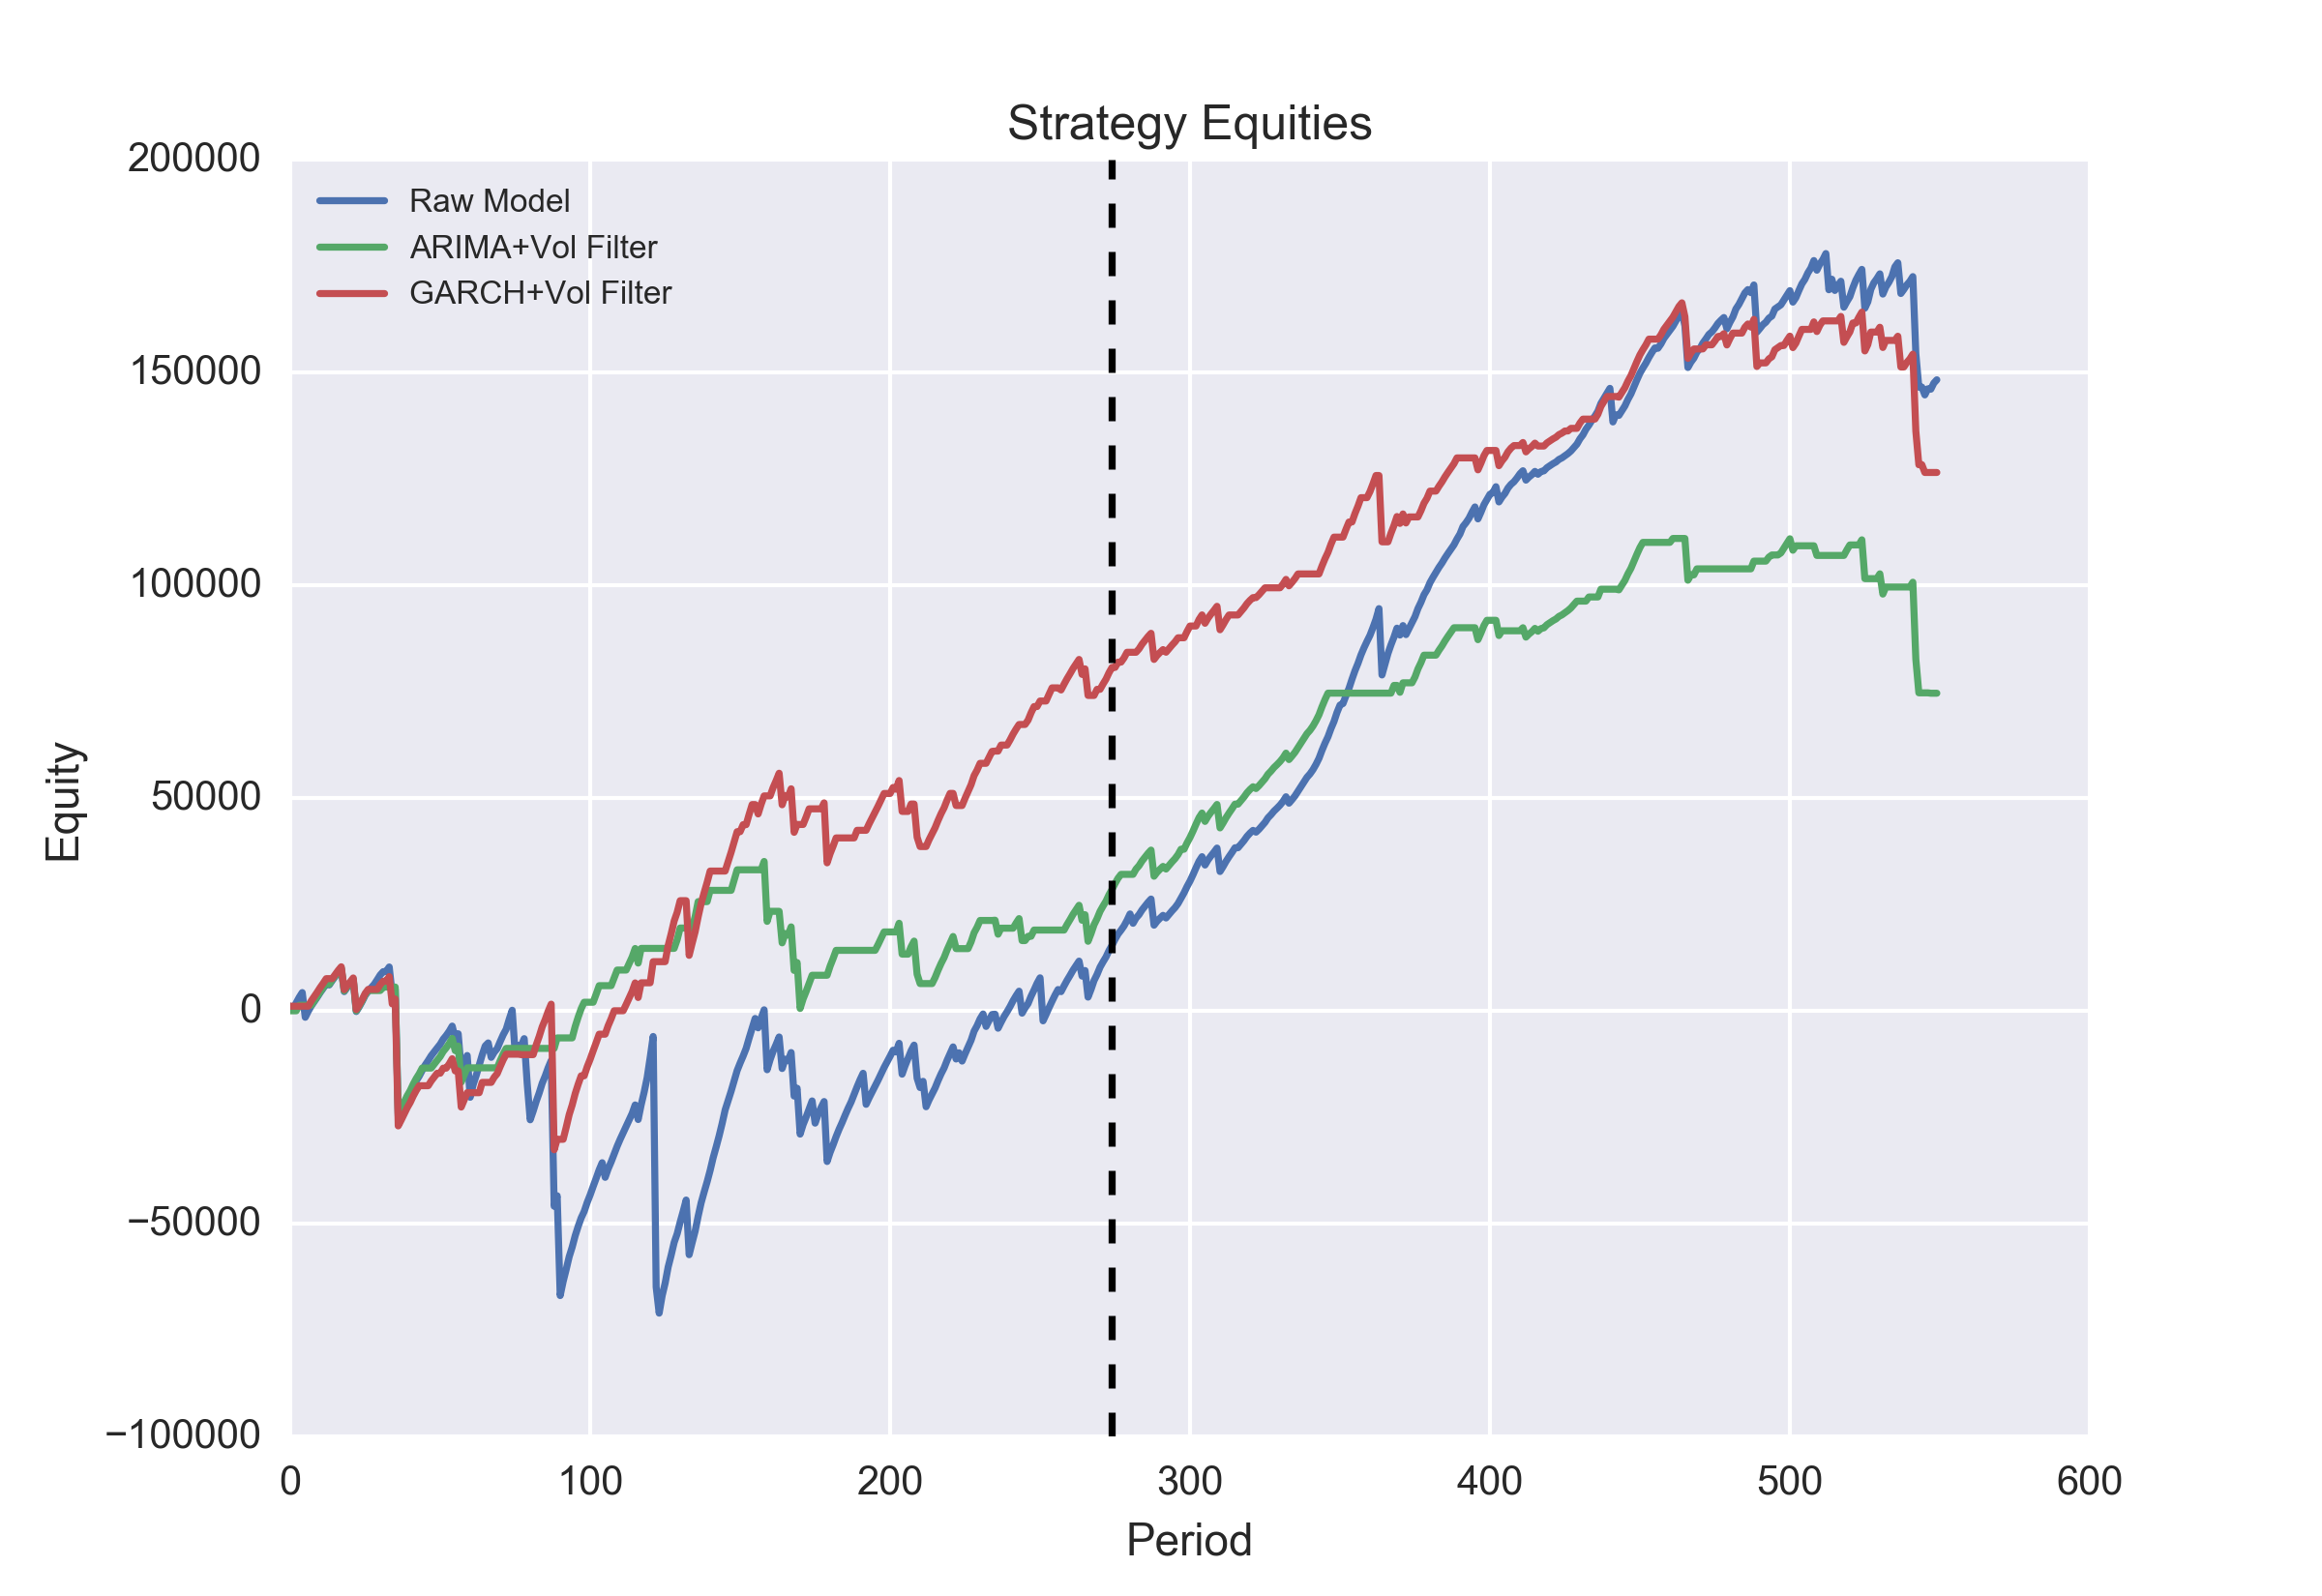 Strategy Equities
200000
150000
100000
50000
0
−50000
−100000
Equity
Raw Model
ARIMA+Vol Filter
GARCH+Vol Filter
0 100 200 300 400 500 600
Period